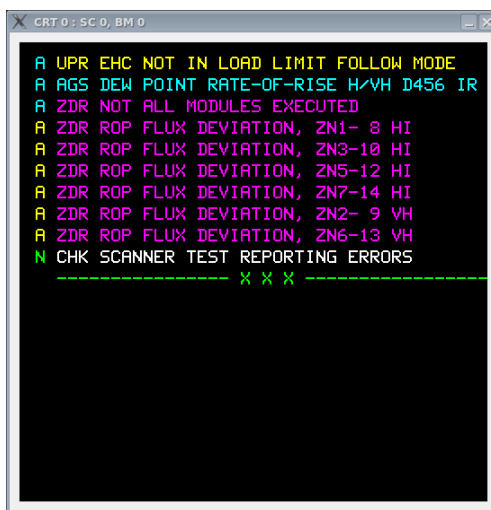 CRT 0 : SC 0, BM 0
A UPR EHC NOT IN LOAD LIMIT FOLLOW MODE
A AGS DEW POINT RATE-OF-RISE H/VH D456 IR
A ZDR NOT ALL MODULES EXECUTED
A ZDR ROP FLUX DEVIATION, ZN1- 8 HI
A ZDR ROP FLUX DEVIATION, ZN3-10 HI
A ZDR ROP FLUX DEVIATION, ZN5-12 HI
A ZDR ROP FLUX DEVIATION, ZN7-14 HI
A ZDR ROP FLUX DEVIATION, ZN2- 9 VH
A ZDR ROP FLUX DEVIATION, ZN6-13 VH
N CHK SCANNER TEST REPORTING ERRORS
---------------- X X X -----------------